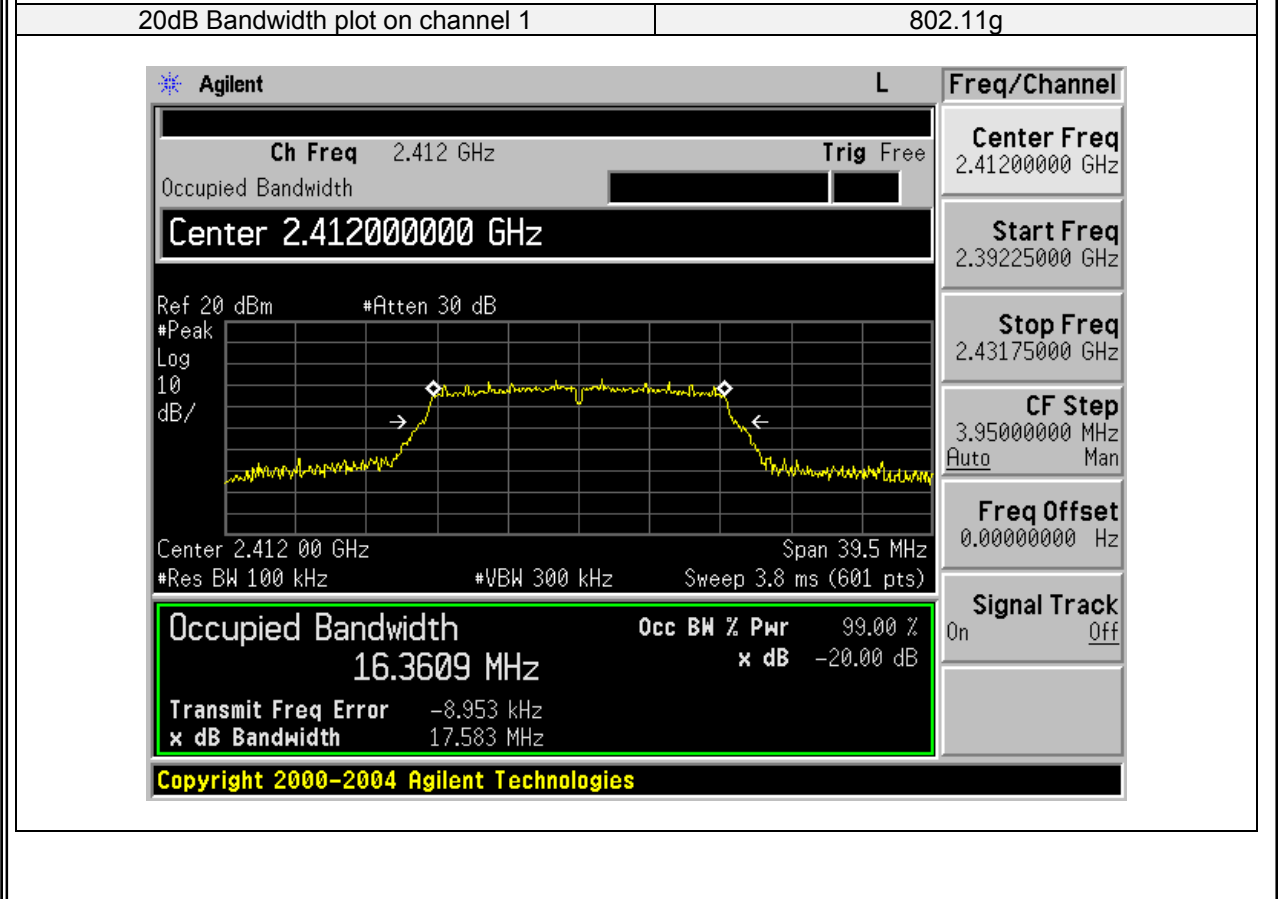 20dB Bandwidth plot on channel 1 802.11g
Agilent L Freq/Channel
Ch Freq 2.412 GHz Trig Free
Occupied Bandwidth
Center 2.412000000 GHz
Ref 20 dBm #Atten 30 dB
#Peak
Log
10
dB/
Center 2.412 00 GHz Span 39.5 MHz
#Res BW 100 kHz #VBW 300 kHz Sweep 3.8 ms (601 pts)
Occupied Bandwidth Occ BW % Pwr 99.00 %
16.3609 MHz x dB -20.00 dB
Transmit Freq Error -8.953 kHz
x dB Bandwidth 17.583 MHz
Copyright 2000-2004 Agilent Technologies
Center Freq
2.41200000 GHz
Start Freq
2.39225000 GHz
Stop Freq
2.43175000 GHz
CF Step
3.95000000 MHz
Auto Man
Freq Offset
0.00000000 Hz
Signal Track
On Off